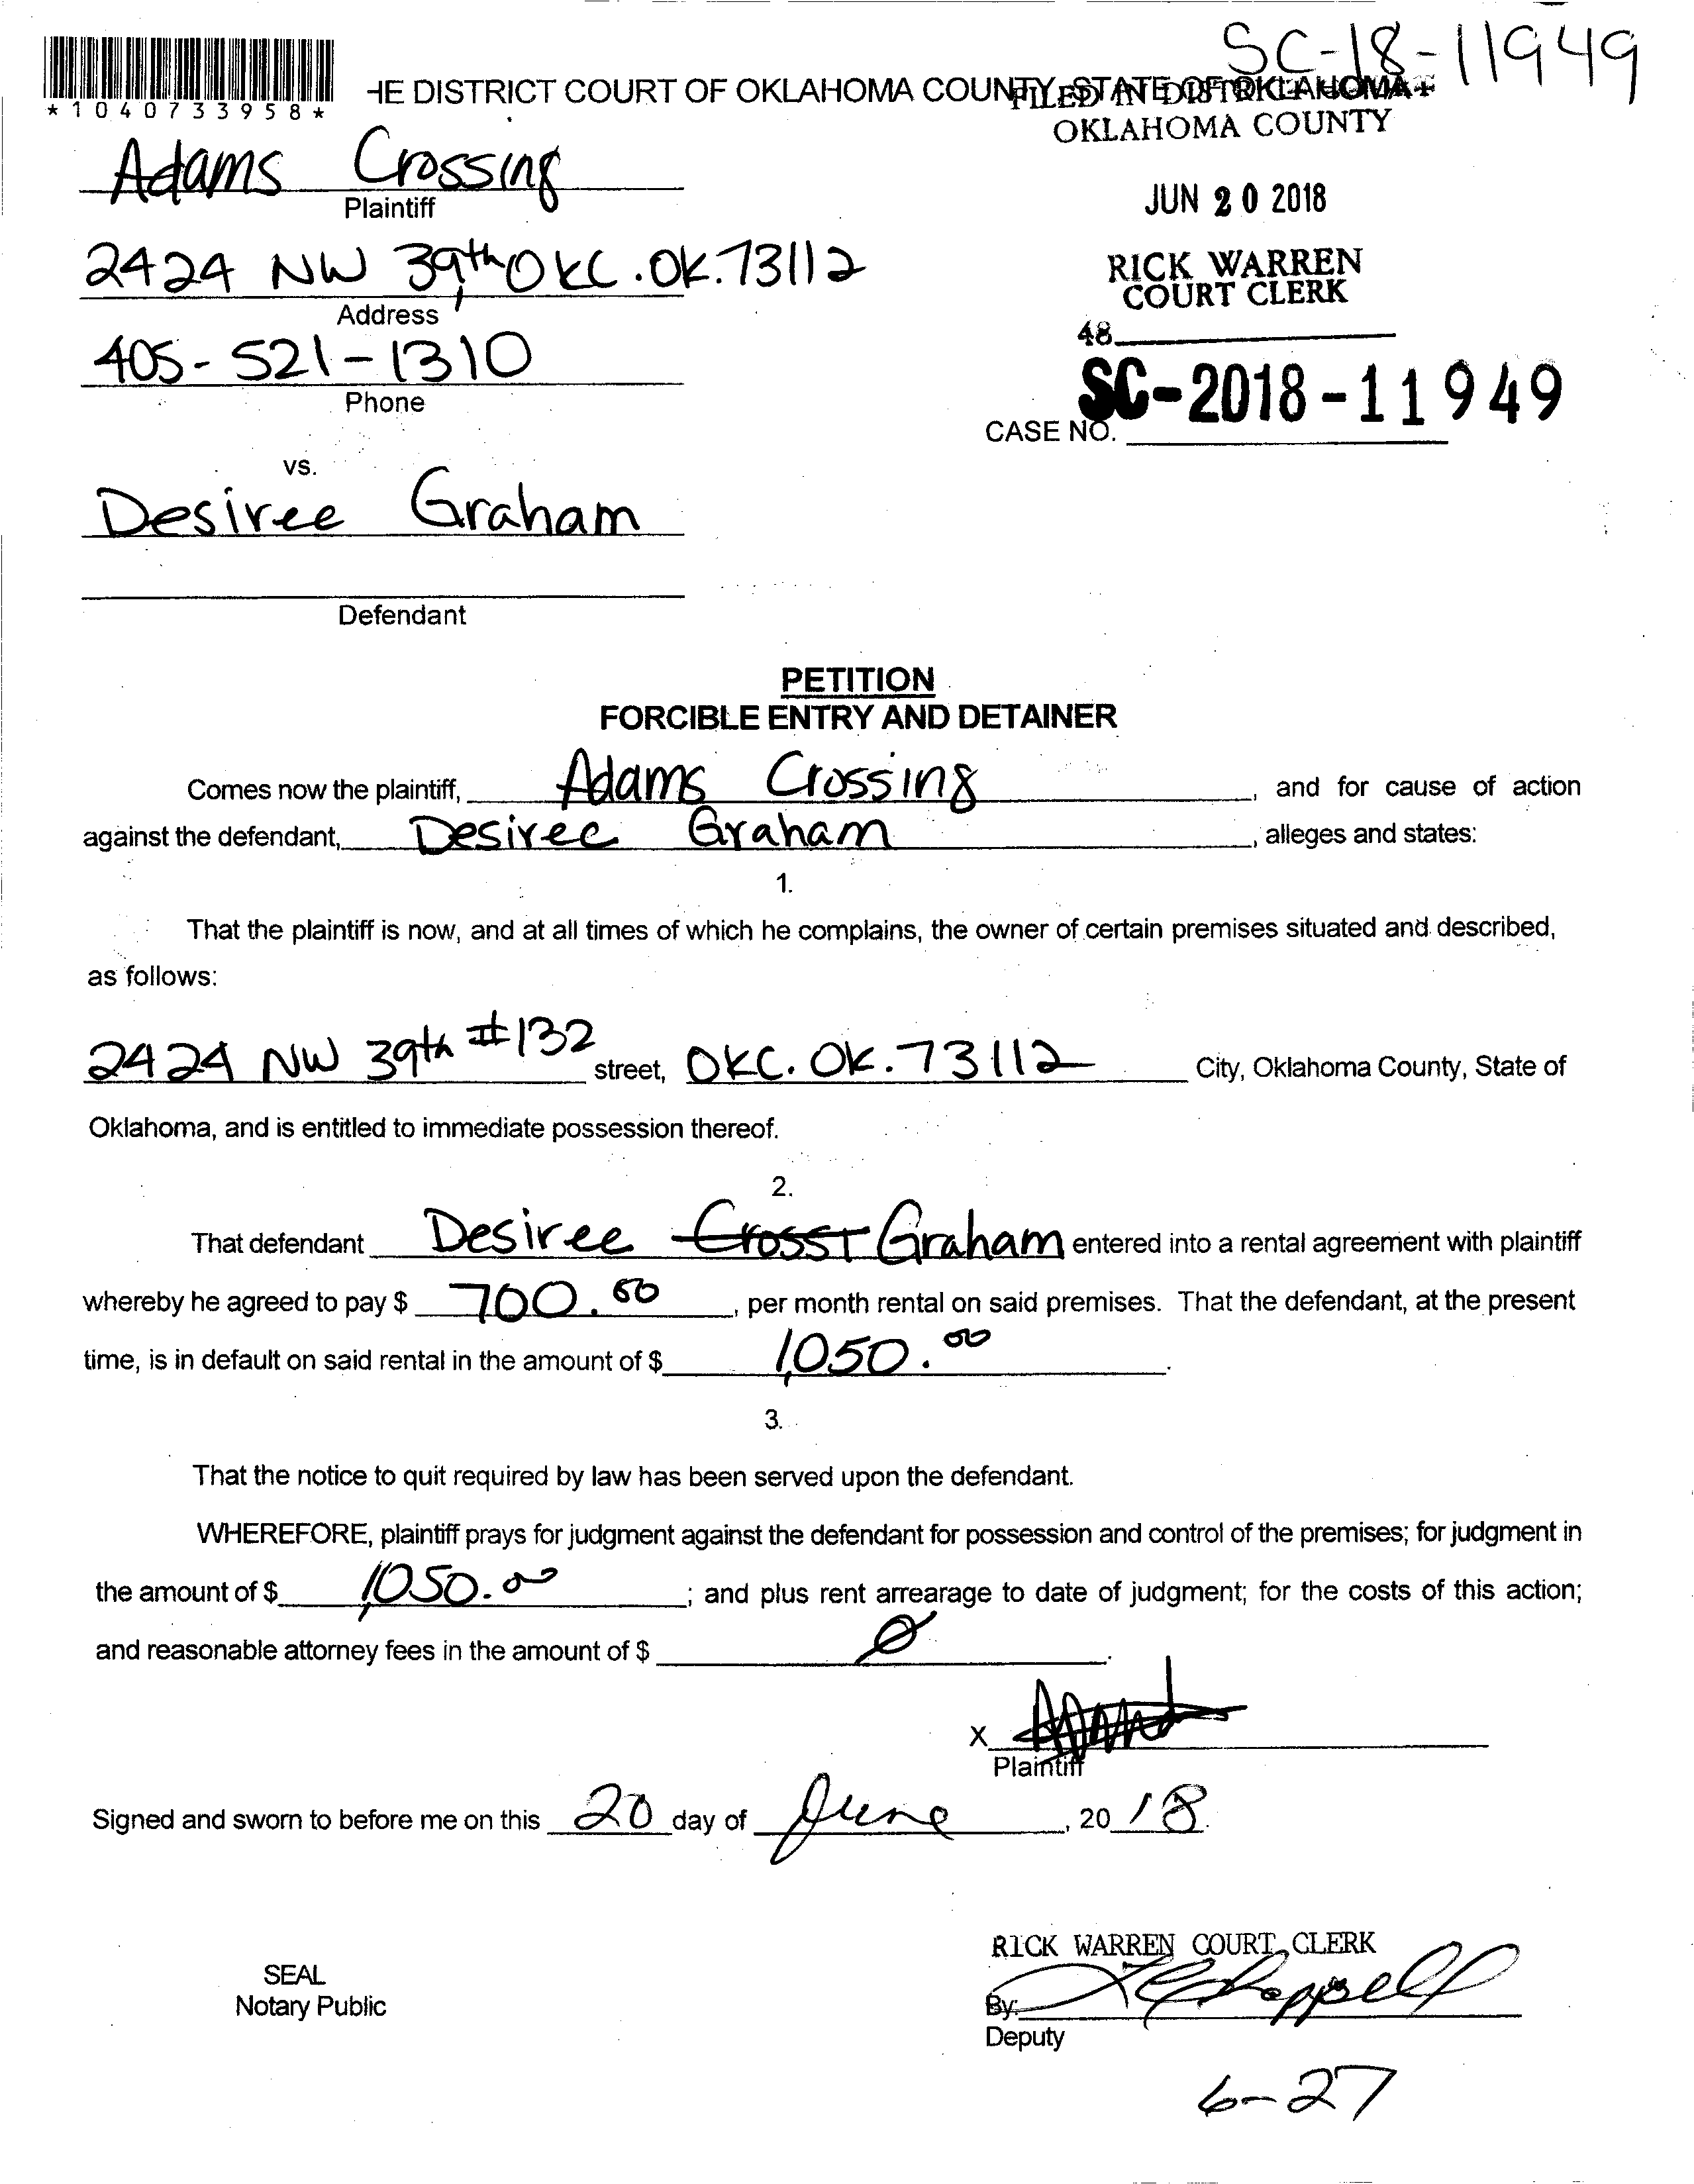 SC-18-11949
*1040733958*
HE DISTRICT COURT OF OKLAHOMA COUNTY, STATE OF OKLAHOMA
FILED IN DISTRICT
OKLAHOMA COUNTY
Adams Crossing
Plaintiff
JUN 20 2018
2424 NW 39th, OKC. OK. 73112
Address
RICK WARREN
COURT CLERK
405-521-1310
Phone
48
SC-2018-11949
CASE NO.
vs.
Desiree Graham
Defendant
PETITION
FORCIBLE ENTRY AND DETAINER
Comes now the plaintiff, Adams Crossing, and for cause of action
against the defendant, Desiree Graham, alleges and states:
1.
That the plaintiff is now, and at all times of which he complains, the owner of certain premises situated and described,
as follows:
2424 NW 39th #132 street, OKC. OK. 73112 City, Oklahoma County, State of
Oklahoma, and is entitled to immediate possession thereof.
2.
That defendant Desiree Graham entered into a rental agreement with plaintiff
whereby he agreed to pay $ 700.00, per month rental on said premises. That the defendant, at the present
time, is in default on said rental in the amount of $ 1,050.00.
3.
That the notice to quit required by law has been served upon the defendant.
WHEREFORE, plaintiff prays for judgment against the defendant for possession and control of the premises; for judgment in
the amount of $ 1,050.00; and plus rent arrearage to date of judgment; for the costs of this action;
and reasonable attorney fees in the amount of $ Ø.
X
Plaintiff
Signed and sworn to before me on this 20 day of June, 20 18.
RICK WARREN COURT CLERK
SEAL
Notary Public
By:
Deputy
6-27